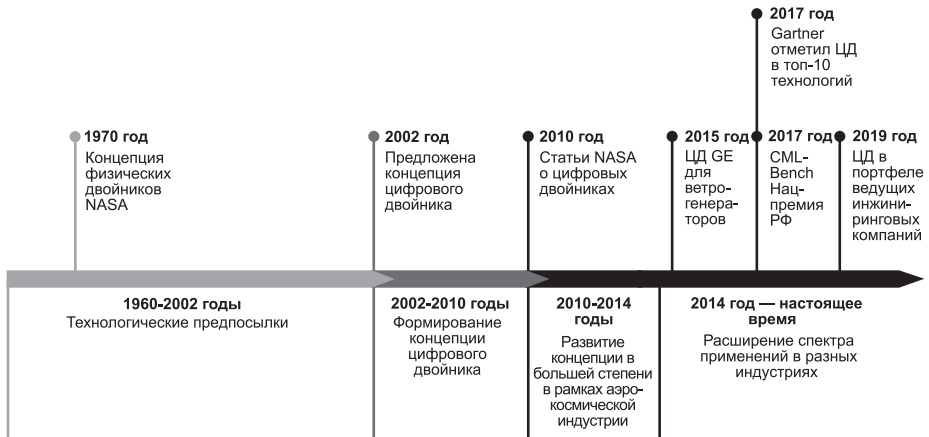 2017 год
Gartner
отметил ЦД
в топ-10
технологий
1970 год
Концепция
физических
двойников
NASA
2002 год
Предложена
концепция
цифрового
двойника
2010 год
Статьи NASA
о цифровых
двойниках
2015 год
ЦД GE
для
ветро-
генера-
торов
2017 год
CML-
Bench
Нац-
премия
РФ
2019 год
ЦД в
портфеле
ведущих
инжини-
ринговых
компаний
1960-2002 годы
Технологические предпосылки
2002-2010 годы
Формирование
концепции
цифрового
двойника
2010-2014
годы
Развитие
концепции в
большей степени
в рамках аэро-
космической
индустрии
2014 год — настоящее
время
Расширение спектра
применений в разных
индустриях